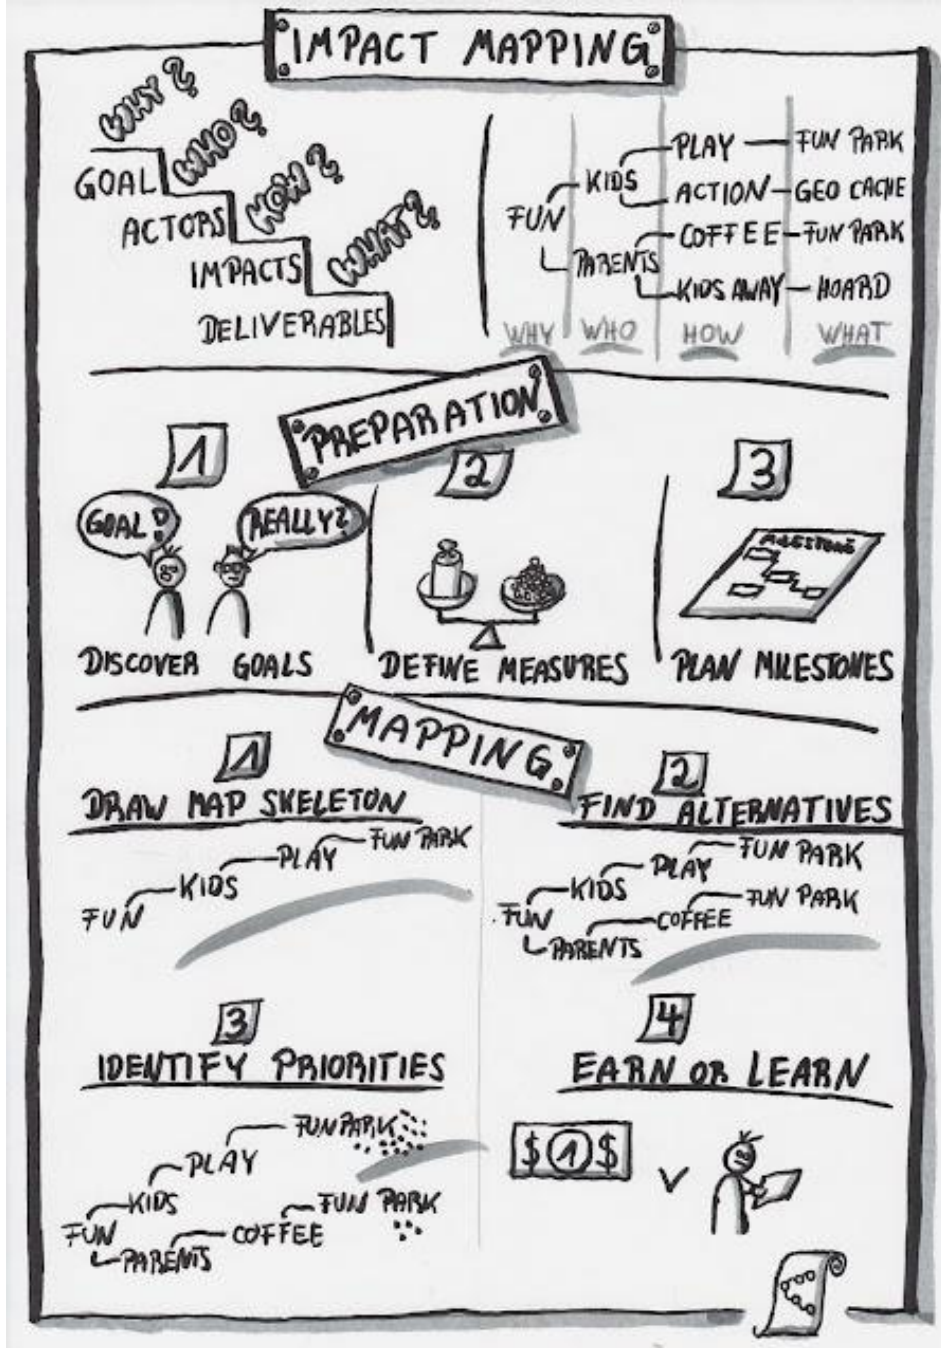 IMPACT MAPPING
WHY?
GOAL
WHO?
ACTORS
HOW?
IMPACTS
WHAT?
DELIVERABLES
PLAY — FUN PARK
KIDS
ACTION — GEO CACHE
FUN
COFFEE — FUN PARK
PARENTS
KIDS AWAY — HOARD
WHY WHO HOW WHAT
PREPARATION
1 2 3
GOAL?! REALLY?
MILESTONE
DISCOVER GOALS DEFINE MEASURES PLAN MILESTONES
MAPPING
1
DRAW MAP SKELETON
FUN PARK
PLAY
KIDS
FUN
2
FIND ALTERNATIVES
FUN PARK
PLAY
KIDS
FUN PARK
COFFEE
FUN
PARENTS
3
IDENTIFY PRIORITIES
FUN PARK
PLAY
KIDS
FUN PARK
COFFEE
FUN
PARENTS
4
EARN OR LEARN
$ 1 $
V